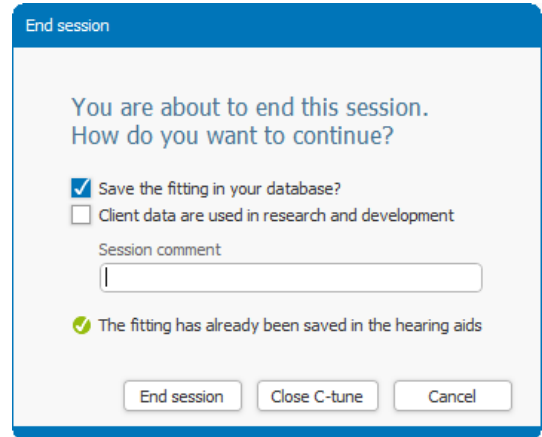 End session
You are about to end this session.
How do you want to continue?
Save the fitting in your database?
Client data are used in research and development
Session comment
The fitting has already been saved in the hearing aids
End session Close C-tune Cancel